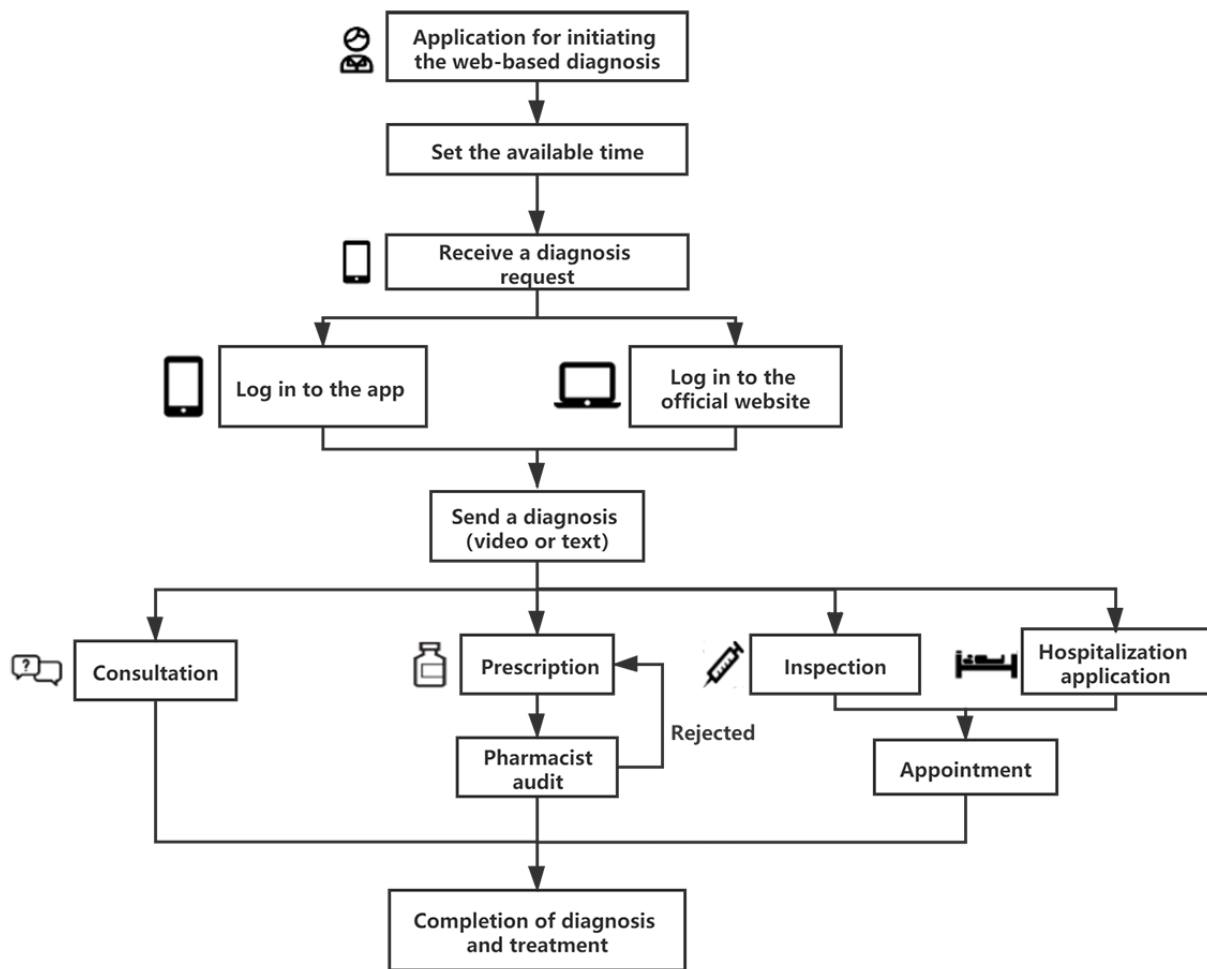 Application for initiating
the web-based diagnosis
Set the available time
Receive a diagnosis
request
Log in to the app
Log in to the
official website
Send a diagnosis
(video or text)
?
Consultation
Prescription
Inspection
Hospitalization
application
Rejected
Pharmacist
audit
Appointment
Completion of diagnosis
and treatment